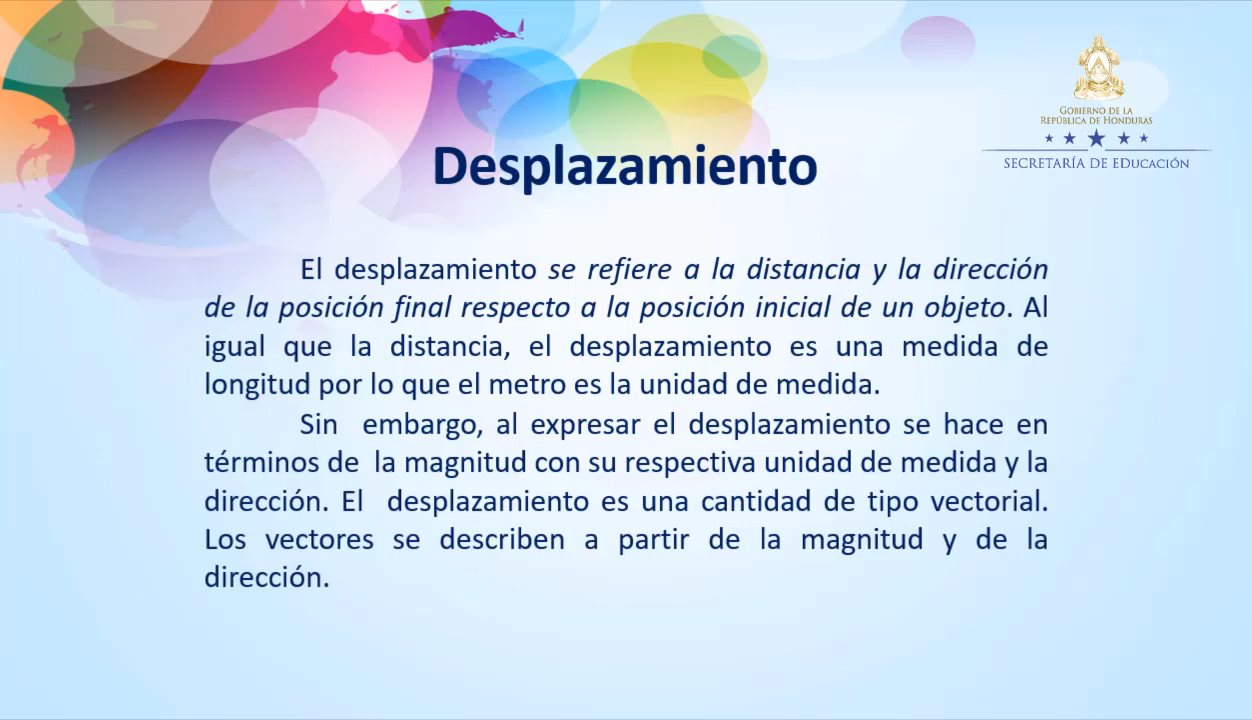 GOBIERNO DE LA
REPÚBLICA DE HONDURAS
SECRETARÍA DE EDUCACIÓN
Desplazamiento
El desplazamiento se refiere a la distancia y la dirección
de la posición final respecto a la posición inicial de un objeto. Al
igual que la distancia, el desplazamiento es una medida de
longitud por lo que el metro es la unidad de medida.
Sin embargo, al expresar el desplazamiento se hace en
términos de la magnitud con su respectiva unidad de medida y la
dirección. El desplazamiento es una cantidad de tipo vectorial.
Los vectores se describen a partir de la magnitud y de la
dirección.